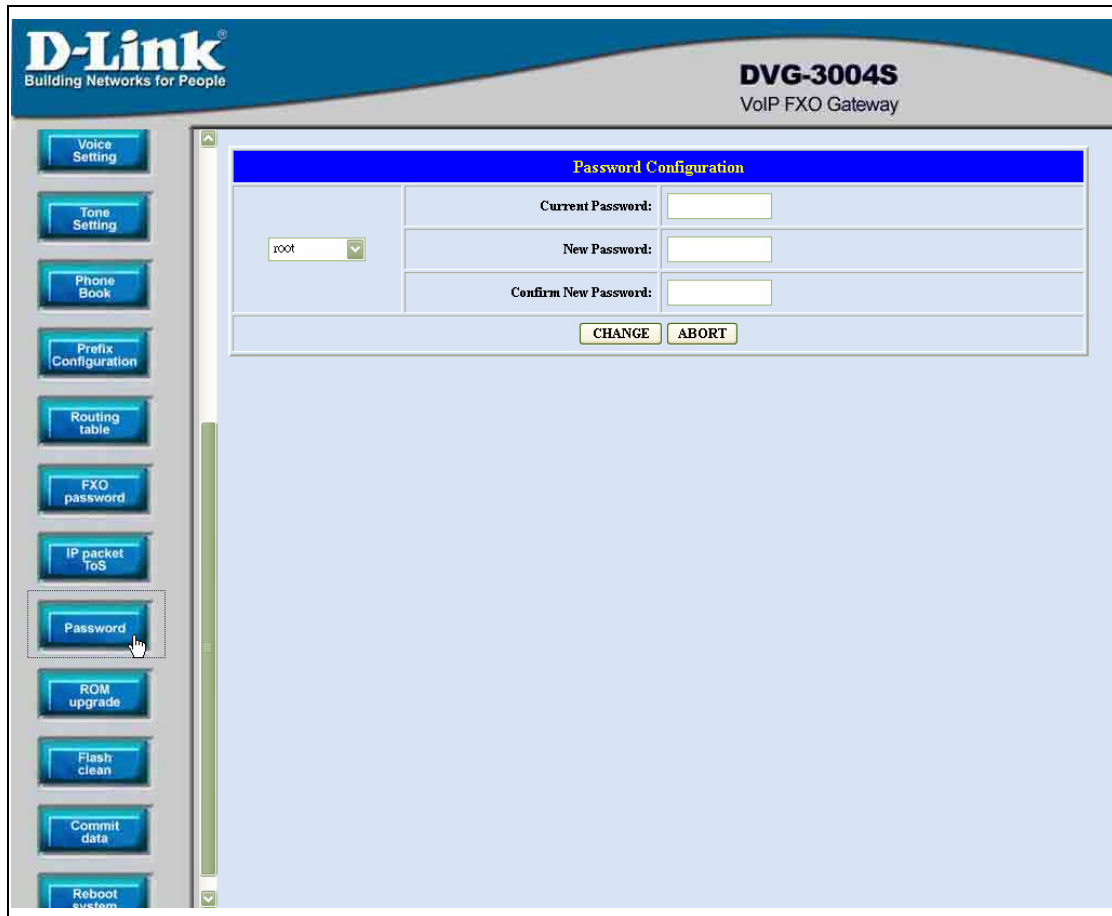 D-Link®
Building Networks for People
DVG-3004S
VoIP FXO Gateway
Voice
Setting
Tone
Setting
Phone
Book
Prefix
Configuration
Routing
table
FXO
password
IP packet
ToS
Password
ROM
upgrade
Flash
clean
Commit
data
Reboot
system
Password Configuration
root
Current Password:
New Password:
Confirm New Password:
CHANGE ABORT